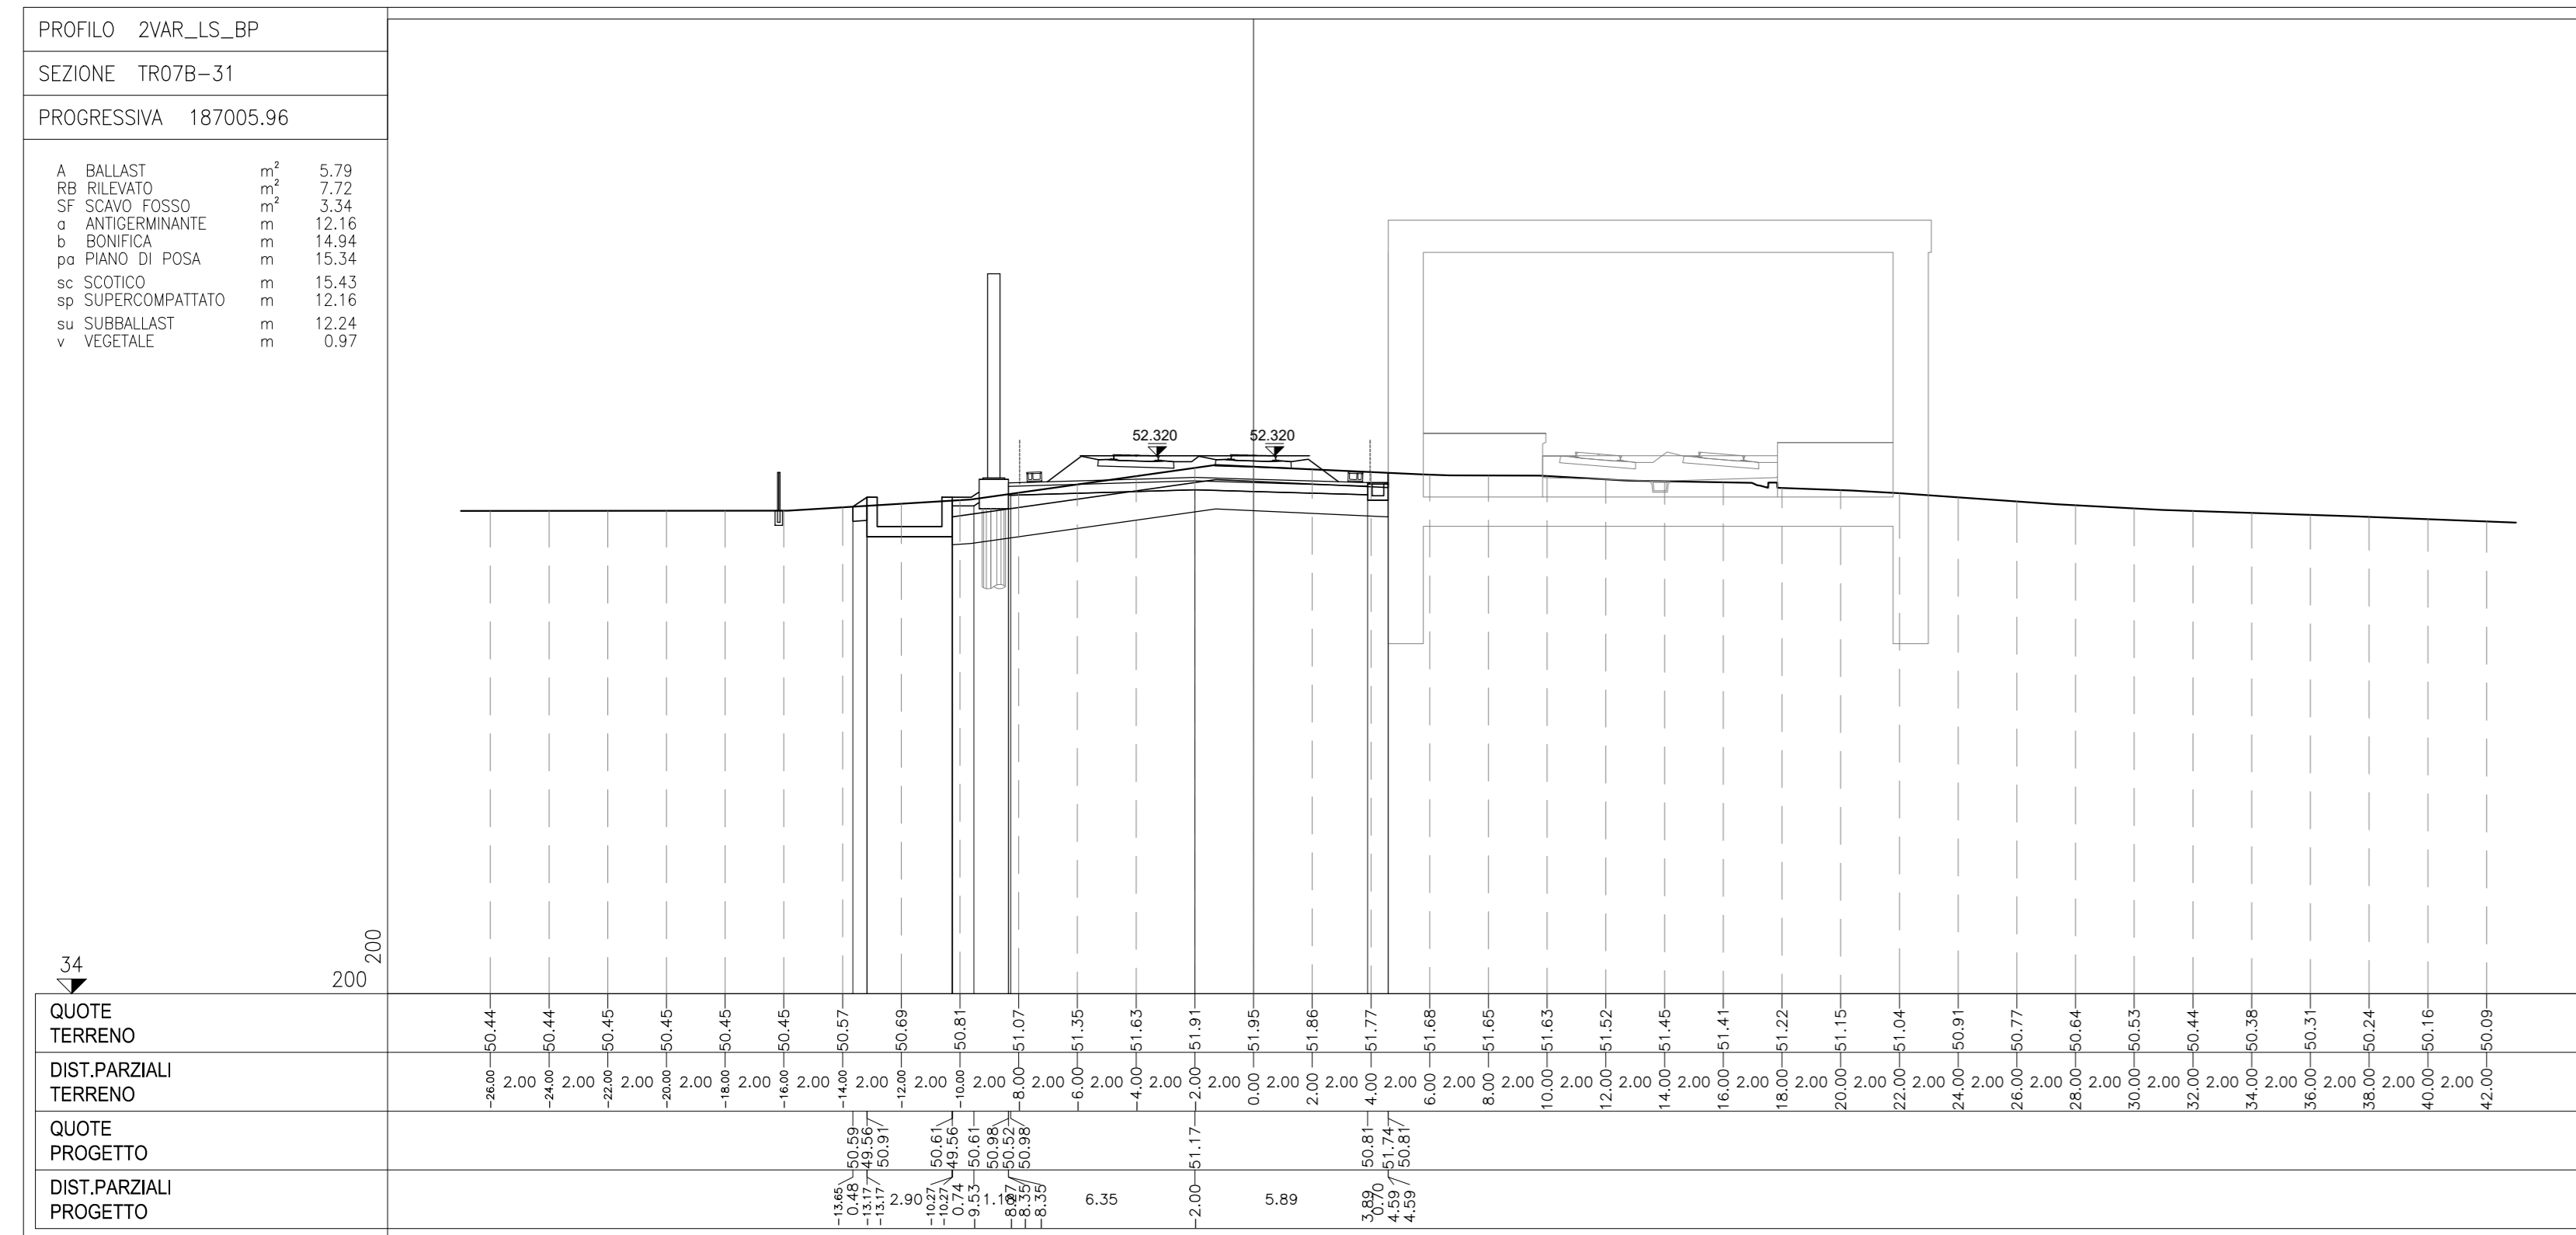 PROFILO 2VAR_LS_BP
SEZIONE TR07B-31
PROGRESSIVA 187005.96
A BALLAST m² 5.79
RB RILEVATO m² 7.72
SF SCAVO FOSSO m² 3.34
a ANTIGERMINANTE m 12.16
b BONIFICA m 14.94
pa PIANO DI POSA m 15.34
sc SCOTICO m 15.43
sp SUPERCOMPATTATO m 12.16
su SUBBALLAST m 12.24
v VEGETALE m 0.97
52.320 52.320
34
200
200
QUOTE
TERRENO
50.44 50.44 50.45 50.45 50.45 50.45 50.57 50.69 50.81 51.07 51.35 51.63 51.91 51.95 51.86 51.77 51.68 51.65 51.63 51.52 51.45 51.41 51.22 51.15 51.04 50.91 50.77 50.64 50.53 50.44 50.38 50.31 50.24 50.16 50.09
DIST.PARZIALI
TERRENO
-26.00 2.00 -24.00 2.00 -22.00 2.00 -20.00 2.00 -18.00 2.00 -16.00 2.00 -14.00 2.00 -12.00 2.00 -10.00 2.00 -8.00 2.00 -6.00 2.00 -4.00 2.00 -2.00 2.00 0.00 2.00 2.00 2.00 4.00 2.00 6.00 2.00 8.00 2.00 10.00 2.00 12.00 2.00 14.00 2.00 16.00 2.00 18.00 2.00 20.00 2.00 22.00 2.00 24.00 2.00 26.00 2.00 28.00 2.00 30.00 2.00 32.00 2.00 34.00 2.00 36.00 2.00 38.00 2.00 40.00 2.00 42.00
QUOTE
PROGETTO
50.59 49.56 50.91 50.61 49.56 50.61 50.98 50.52 50.98 51.17 50.81 51.74 50.81
DIST.PARZIALI
PROGETTO
-13.65 0.48 -13.17 -13.17 2.90 -10.27 -10.27 0.74 -9.53 8.35 8.35 6.35 -2.00 5.89 3.89 0.70 4.59 4.59